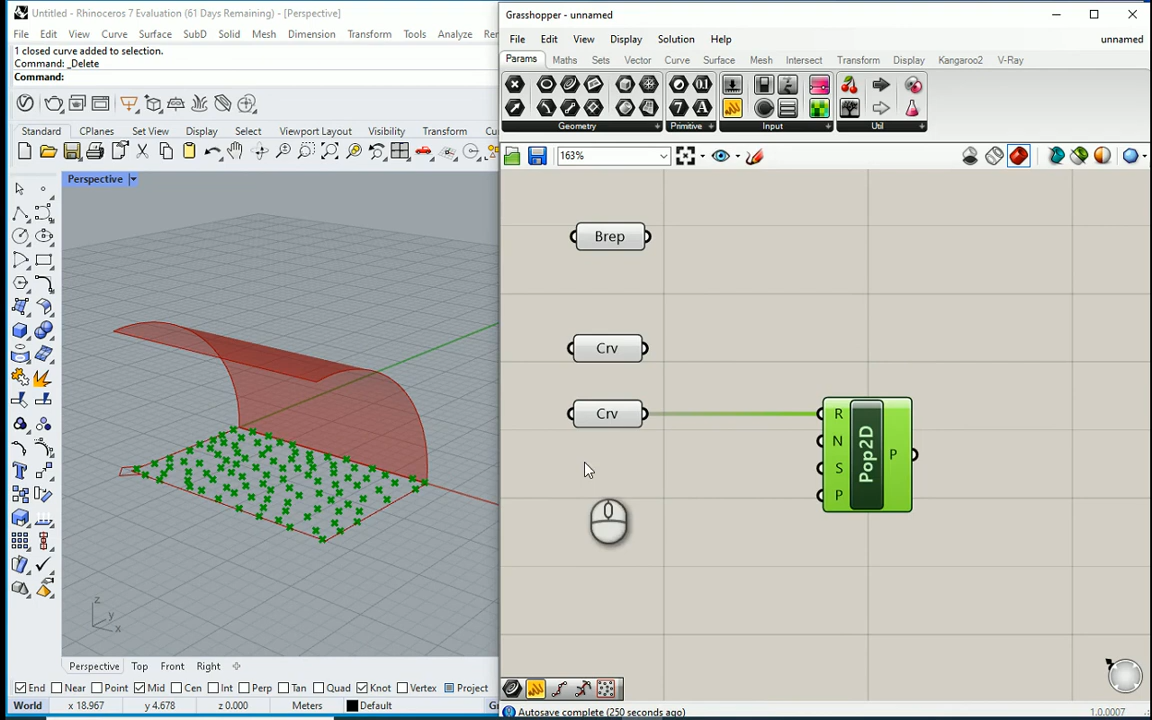 Untitled - Rhinoceros 7 Evaluation (61 Days Remaining) - [Perspective]
File Edit View Curve Surface SubD Solid Mesh Dimension Transform Tools Analyze
1 closed curve added to selection.
Command: _Delete
Command:
Standard CPlanes Set View Display Select Viewport Layout Visibility Transform
Perspective
z
y
x
Perspective Top Front Right
End Near Point Mid Cen Int Perp Tan Quad Knot Vertex Project
World x 18.967 y 4.678 z 0.000 Meters Default
Grasshopper - unnamed
File Edit View Display Solution Help unnamed
Params Maths Sets Vector Curve Surface Mesh Intersect Transform Display Kangaroo2 V-Ray
Geometry Primitive Input Util
163%
Brep
Crv
Crv
R
N
S
P
Pop2D
P
Autosave complete (250 seconds ago) 1.0.0007